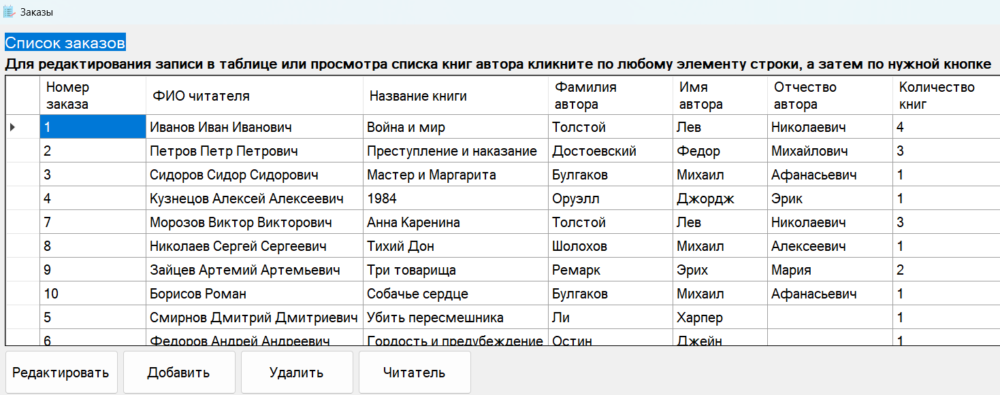 Заказы
Список заказов
Для редактирования записи в таблице или просмотра списка книг автора кликните по любому элементу строки, а затем по нужной кнопке
Номер заказа ФИО читателя Название книги Фамилия автора Имя автора Отчество автора Количество книг
1 Иванов Иван Иванович Война и мир Толстой Лев Николаевич 4
2 Петров Петр Петрович Преступление и наказание Достоевский Федор Михайлович 3
3 Сидоров Сидор Сидорович Мастер и Маргарита Булгаков Михаил Афанасьевич 1
4 Кузнецов Алексей Алексеевич 1984 Оруэлл Джордж Эрик 1
7 Морозов Виктор Викторович Анна Каренина Толстой Лев Николаевич 3
8 Николаев Сергей Сергеевич Тихий Дон Шолохов Михаил Алексеевич 1
9 Зайцев Артемий Артемьевич Три товарища Ремарк Эрих Мария 2
10 Борисов Роман Собачье сердце Булгаков Михаил Афанасьевич 1
5 Смирнов Дмитрий Дмитриевич Убить пересмешника Ли Харпер 1
6 Федоров Андрей Андреевич Гордость и предубеждение Остин Джейн 1
Редактировать Добавить Удалить Читатель